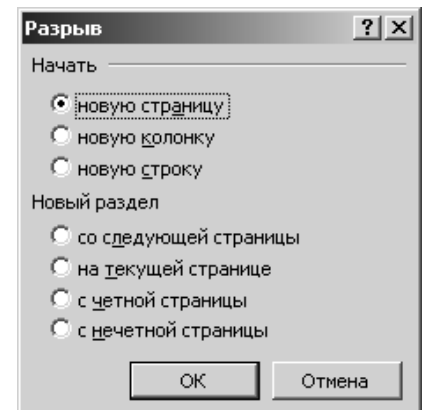 Разрыв
Начать
новую страницу
новую колонку
новую строку
Новый раздел
со следующей страницы
на текущей странице
с четной страницы
с нечетной страницы
ОК Отмена